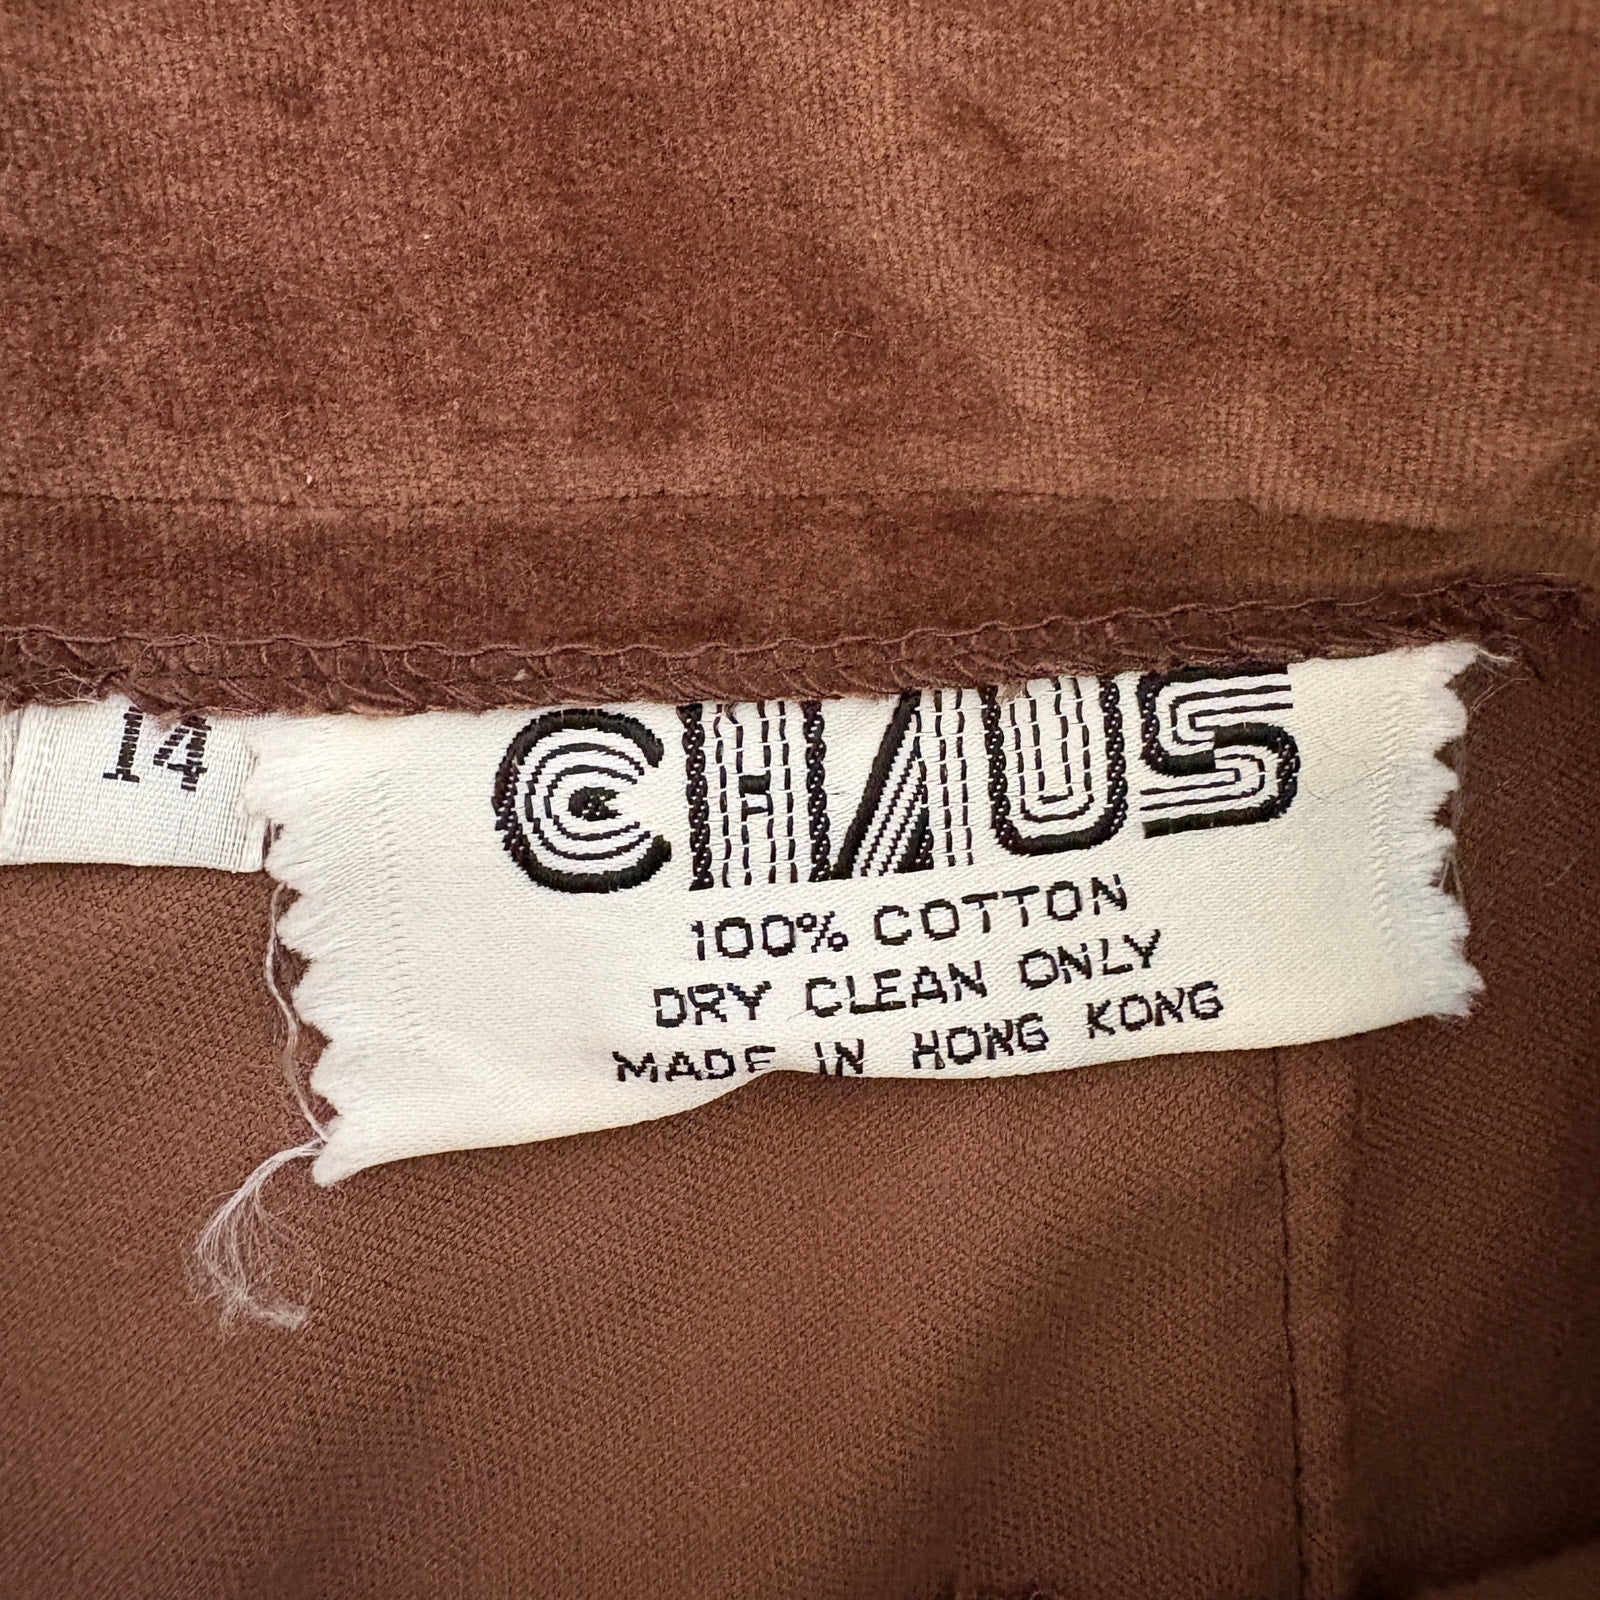 14
CHAUS
100% COTTON
DRY CLEAN ONLY
MADE IN HONG KONG